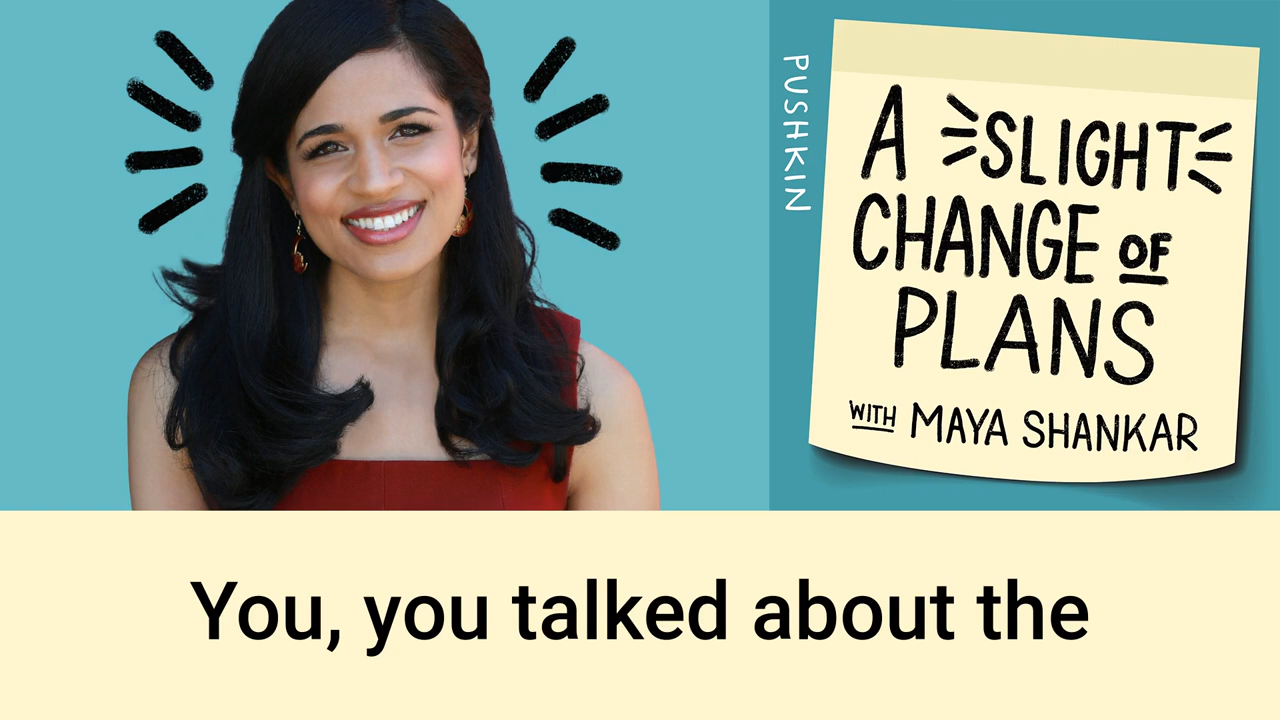 PUSHKIN
A SLIGHT
CHANGE OF
PLANS
WITH MAYA SHANKAR
You, you talked about the